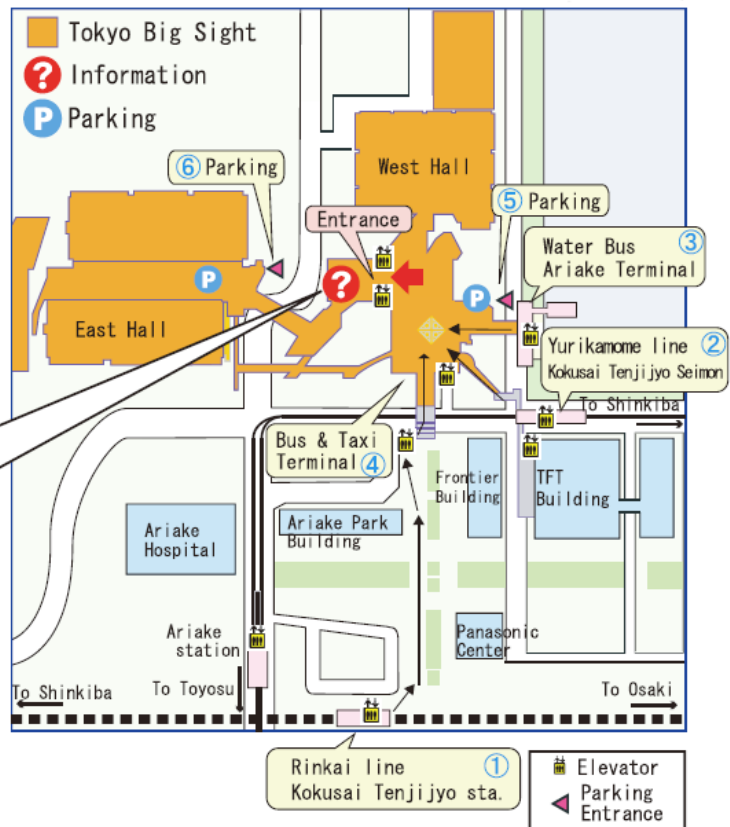 Tokyo Big Sight
? Information
P Parking
West Hall
⑥ Parking
Entrance
⑤ Parking
Water Bus ③
Ariake Terminal
?
P
P
East Hall
Yurikamome line ②
Kokusai Tenjijyo Seimon
To Shinkiba
Bus & Taxi
Terminal ④
Frontier
Building
TFT
Building
Ariake
Hospital
Ariake Park
Building
Ariake
station
Panasonic
Center
To Shinkiba
To Toyosu
To Osaki
Rinkai line ①
Kokusai Tenjijyo sta.
Elevator
Parking
Entrance